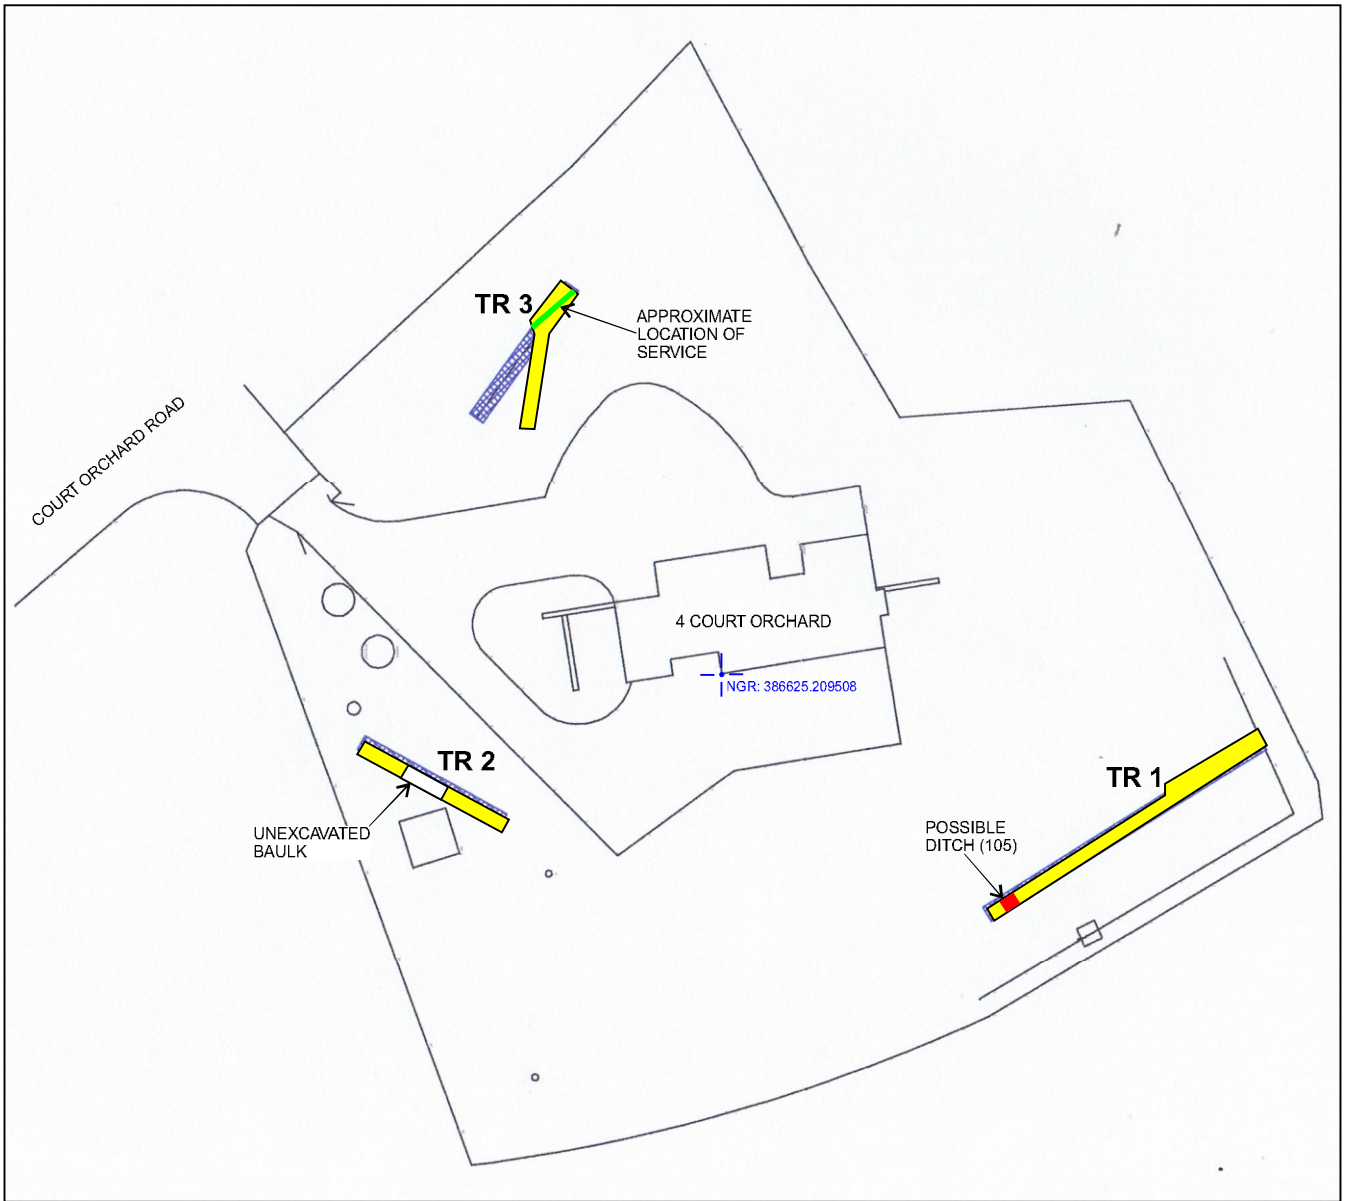 TR 3
APPROXIMATE
LOCATION OF
SERVICE
COURT ORCHARD ROAD
4 COURT ORCHARD
NGR: 386625.209508
TR 2
UNEXCAVATED
BAULK
TR 1
POSSIBLE
DITCH (105)